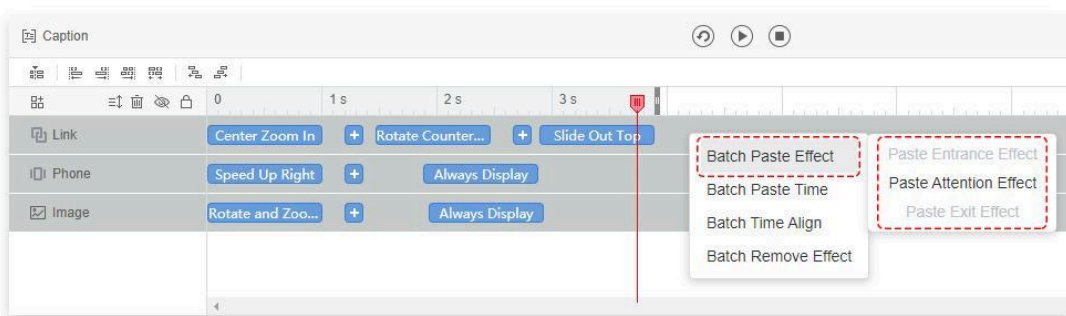 Caption
0 1 s 2 s 3 s
Link Center Zoom In + Rotate Counter... + Slide Out Top
Phone Speed Up Right + Always Display
Image Rotate and Zoo... + Always Display
Batch Paste Effect
Batch Paste Time
Batch Time Align
Batch Remove Effect
Paste Entrance Effect
Paste Attention Effect
Paste Exit Effect